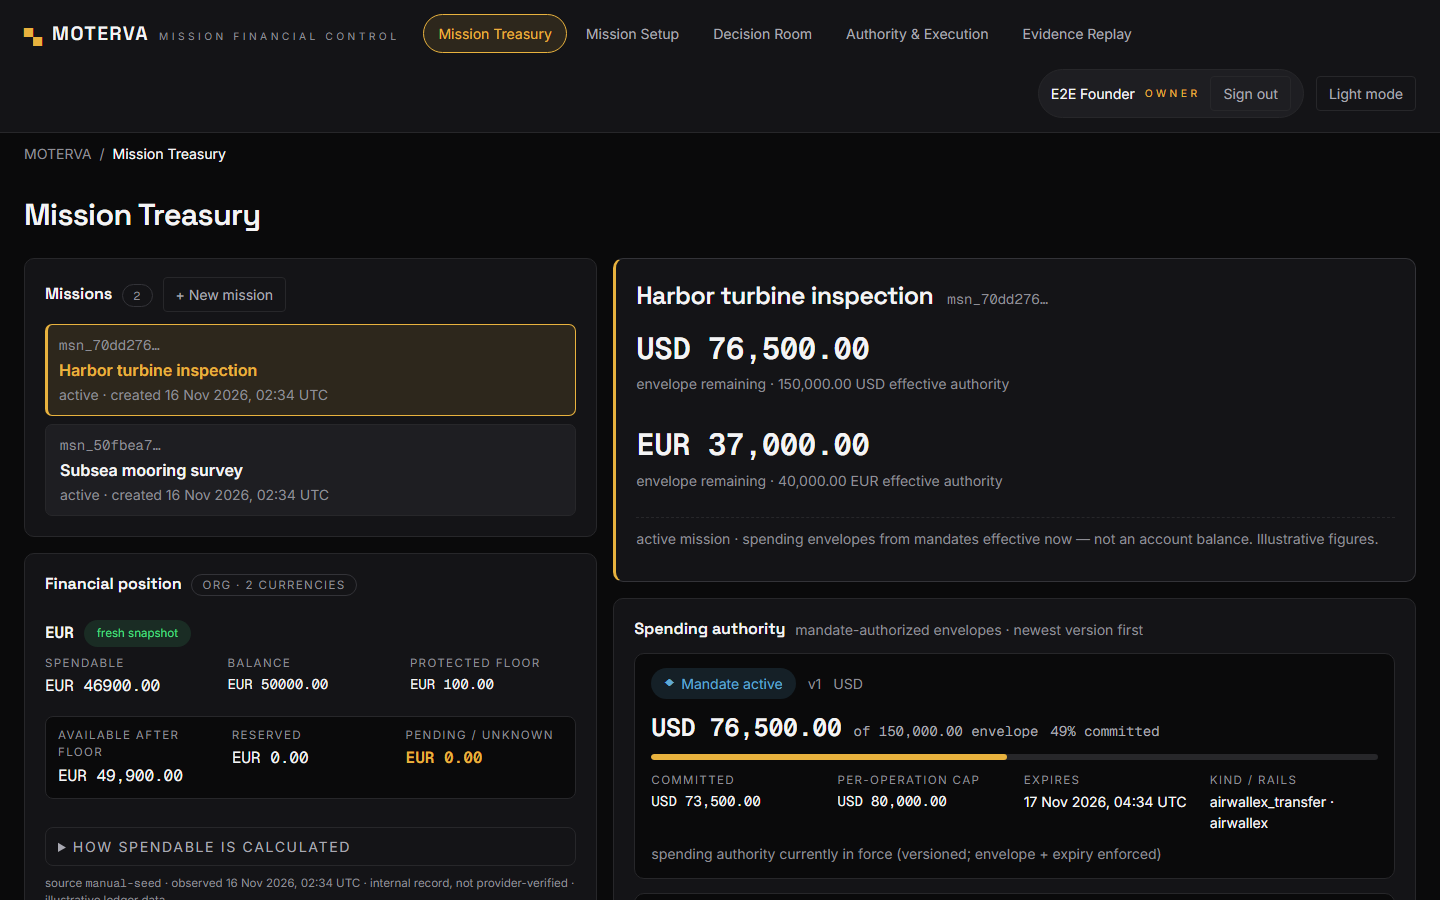 MOTERVA MISSION FINANCIAL CONTROL
Mission Treasury
Mission Setup
Decision Room
Authority & Execution
Evidence Replay
E2E Founder OWNER
Sign out
Light mode
MOTERVA / Mission Treasury
Mission Treasury
Missions 2
+ New mission
msn_70dd276…
Harbor turbine inspection
active · created 16 Nov 2026, 02:34 UTC
msn_50fbea7…
Subsea mooring survey
active · created 16 Nov 2026, 02:34 UTC
Financial position ORG · 2 CURRENCIES
EUR fresh snapshot
SPENDABLE
EUR 46900.00
BALANCE
EUR 50000.00
PROTECTED FLOOR
EUR 100.00
AVAILABLE AFTER
FLOOR
EUR 49,900.00
RESERVED
EUR 0.00
PENDING / UNKNOWN
EUR 0.00
▶ HOW SPENDABLE IS CALCULATED
source manual-seed · observed 16 Nov 2026, 02:34 UTC · internal record, not provider-verified ·
illustrative ledger data
Harbor turbine inspection msn_70dd276…
USD 76,500.00
envelope remaining · 150,000.00 USD effective authority
EUR 37,000.00
envelope remaining · 40,000.00 EUR effective authority
active mission · spending envelopes from mandates effective now — not an account balance. Illustrative figures.
Spending authority mandate-authorized envelopes · newest version first
◆ Mandate active v1 USD
USD 76,500.00 of 150,000.00 envelope 49% committed
COMMITTED
USD 73,500.00
PER-OPERATION CAP
USD 80,000.00
EXPIRES
17 Nov 2026, 04:34 UTC
KIND / RAILS
airwallex_transfer ·
airwallex
spending authority currently in force (versioned; envelope + expiry enforced)